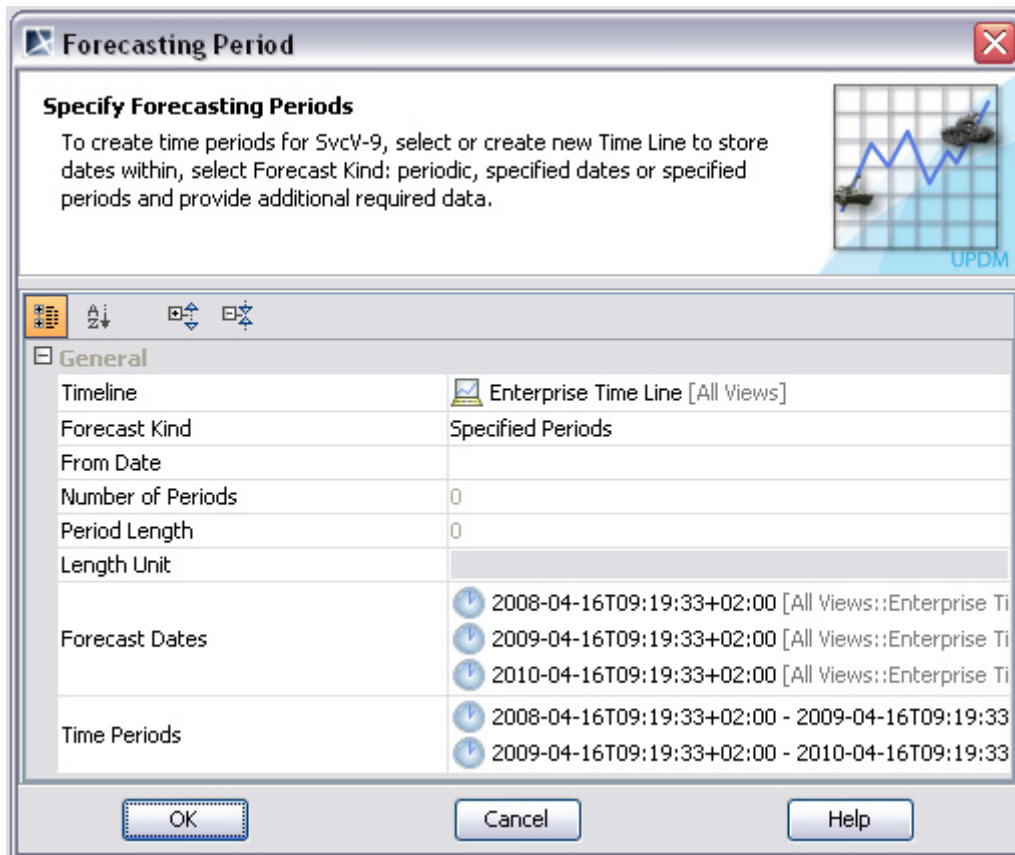 Forecasting Period
Specify Forecasting Periods
To create time periods for SvcV-9, select or create new Time Line to store
dates within, select Forecast Kind: periodic, specified dates or specified
periods and provide additional required data.
UPDM
General
Timeline Enterprise Time Line [All Views]
Forecast Kind Specified Periods
From Date
Number of Periods 0
Period Length 0
Length Unit
Forecast Dates
2008-04-16T09:19:33+02:00 [All Views::Enterprise Ti
2009-04-16T09:19:33+02:00 [All Views::Enterprise Ti
2010-04-16T09:19:33+02:00 [All Views::Enterprise Ti
Time Periods
2008-04-16T09:19:33+02:00 - 2009-04-16T09:19:33
2009-04-16T09:19:33+02:00 - 2010-04-16T09:19:33
OK Cancel Help